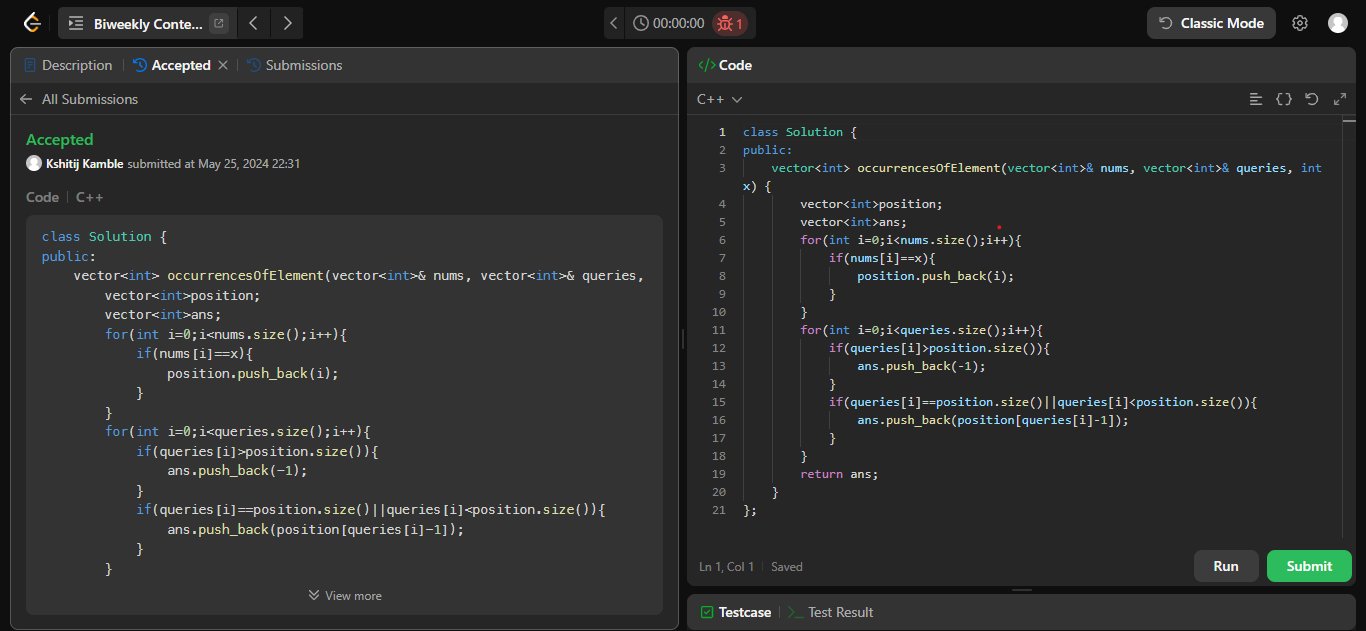 Biweekly Conte...
00:00:00
1
Classic Mode
Description
Accepted
Submissions
All Submissions
Accepted
Kshitij Kamble submitted at May 25, 2024 22:31
Code
C++
class Solution {
public:
    vector<int> occurrencesOfElement(vector<int>& nums, vector<int>& queries,
        vector<int>position;
        vector<int>ans;
        for(int i=0;i<nums.size();i++){
            if(nums[i]==x){
                position.push_back(i);
            }
        }
        for(int i=0;i<queries.size();i++){
            if(queries[i]>position.size()){
                ans.push_back(-1);
            }
            if(queries[i]==position.size()||queries[i]<position.size()){
                ans.push_back(position[queries[i]-1]);
            }
        }
View more
</> Code
C++
1 class Solution {
2 public:
3     vector<int> occurrencesOfElement(vector<int>& nums, vector<int>& queries, int
x) {
4         vector<int>position;
5         vector<int>ans;
6         for(int i=0;i<nums.size();i++){
7             if(nums[i]==x){
8                 position.push_back(i);
9             }
10         }
11         for(int i=0;i<queries.size();i++){
12             if(queries[i]>position.size()){
13                 ans.push_back(-1);
14             }
15             if(queries[i]==position.size()||queries[i]<position.size()){
16                 ans.push_back(position[queries[i]-1]);
17             }
18         }
19         return ans;
20     }
21 };
Ln 1, Col 1
Saved
Run
Submit
Testcase
Test Result